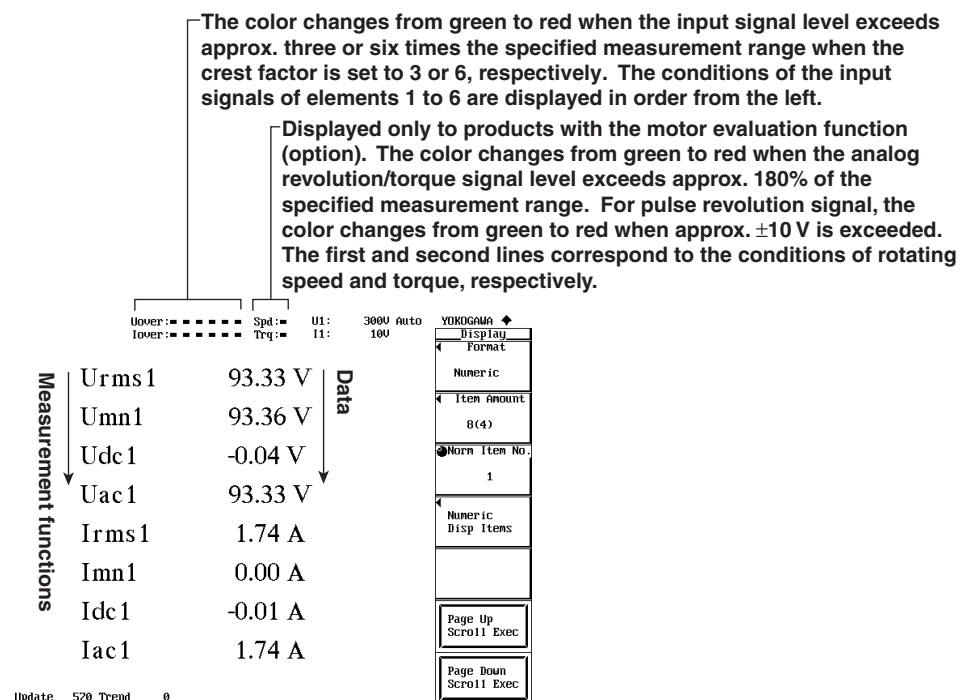 The color changes from green to red when the input signal level exceeds
approx. three or six times the specified measurement range when the
crest factor is set to 3 or 6, respectively.  The conditions of the input
signals of elements 1 to 6 are displayed in order from the left.
Displayed only to products with the motor evaluation function
(option).  The color changes from green to red when the analog
revolution/torque signal level exceeds approx. 180% of the
specified measurement range.  For pulse revolution signal, the
color changes from green to red when approx. ±10 V is exceeded.
The first and second lines correspond to the conditions of rotating
speed and torque, respectively.
Uover:▬ ▬ ▬ ▬ ▬ ▬ Spd:▬ U1: 300V Auto YOKOGAWA ◆
Iover:▬ ▬ ▬ ▬ ▬ ▬ Trq:▬ I1: 10V
Measurement functions
Data
Urms1 93.33 V
Umn1 93.36 V
Udc1 -0.04 V
Uac1 93.33 V
Irms1 1.74 A
Imn1 0.00 A
Idc1 -0.01 A
Iac1 1.74 A
Display
Format
Numeric
Item Amount
8(4)
Norm Item No.
1
Numeric
Disp Items
Page Up
Scroll Exec
Page Down
Scroll Exec
Update 520 Trend 0